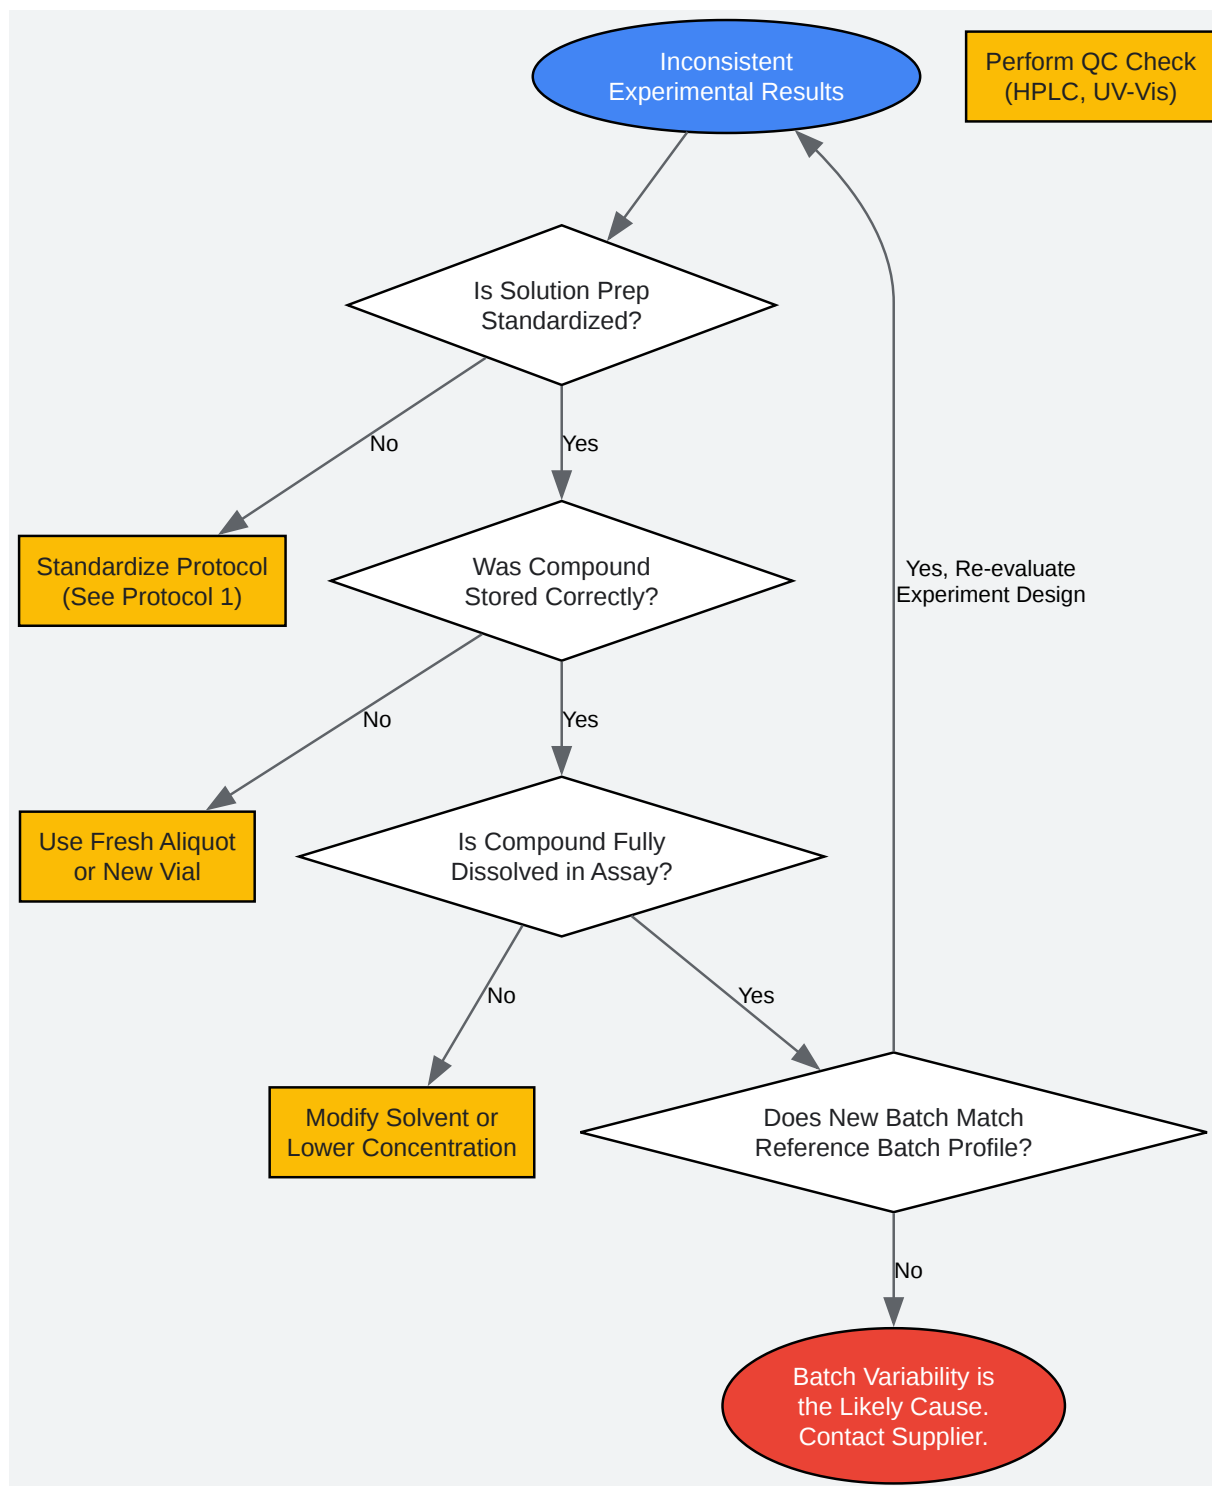 Inconsistent
Experimental Results
Perform QC Check
(HPLC, UV-Vis)
Is Solution Prep
Standardized?
No
Yes
Standardize Protocol
(See Protocol 1)
Was Compound
Stored Correctly?
Yes, Re-evaluate
Experiment Design
No
Yes
Use Fresh Aliquot
or New Vial
Is Compound Fully
Dissolved in Assay?
No
Yes
Modify Solvent or
Lower Concentration
Does New Batch Match
Reference Batch Profile?
No
Batch Variability is
the Likely Cause.
Contact Supplier.